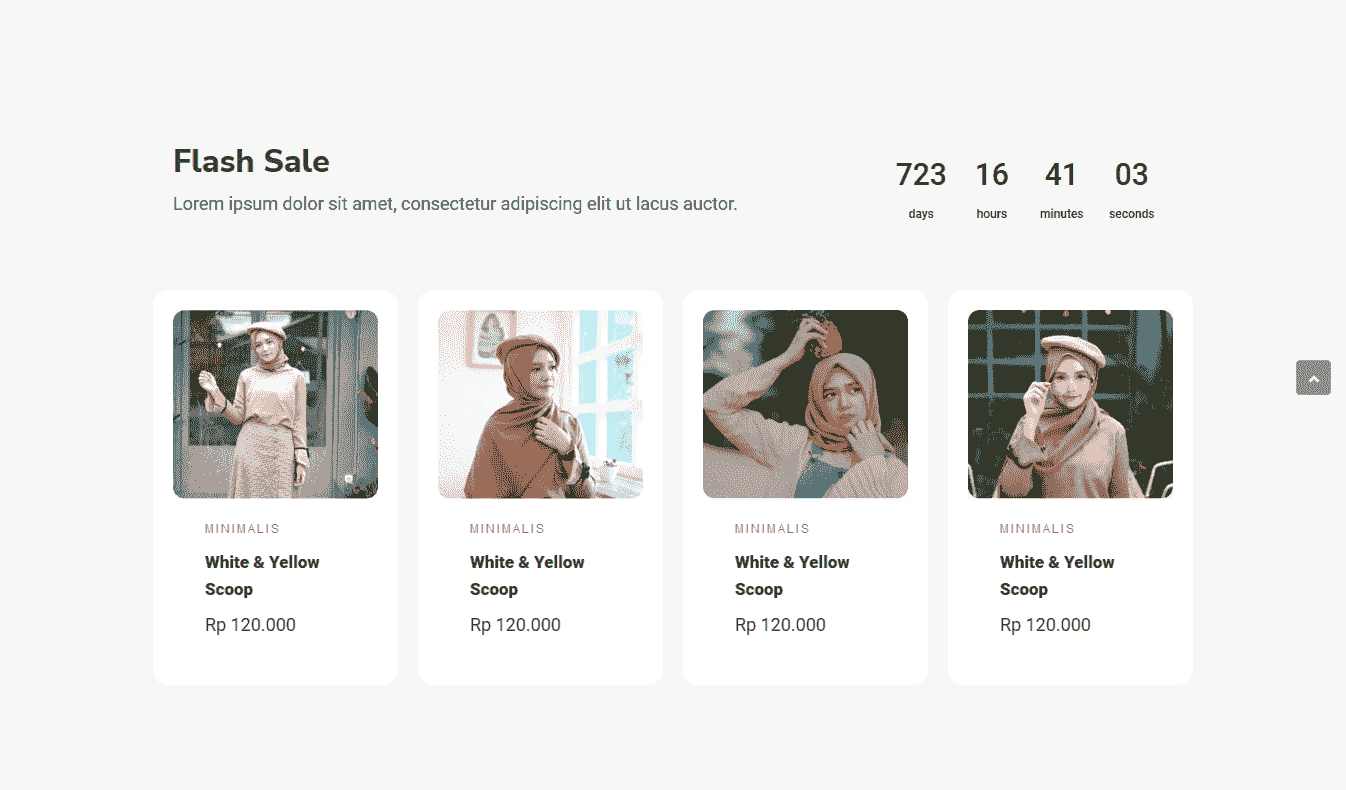 Flash Sale
Lorem ipsum dolor sit amet, consectetur adipiscing elit ut lacus auctor.
723 16 41 03
days hours minutes seconds
MINIMALIS
White & Yellow
Scoop
Rp 120.000
MINIMALIS
White & Yellow
Scoop
Rp 120.000
MINIMALIS
White & Yellow
Scoop
Rp 120.000
MINIMALIS
White & Yellow
Scoop
Rp 120.000